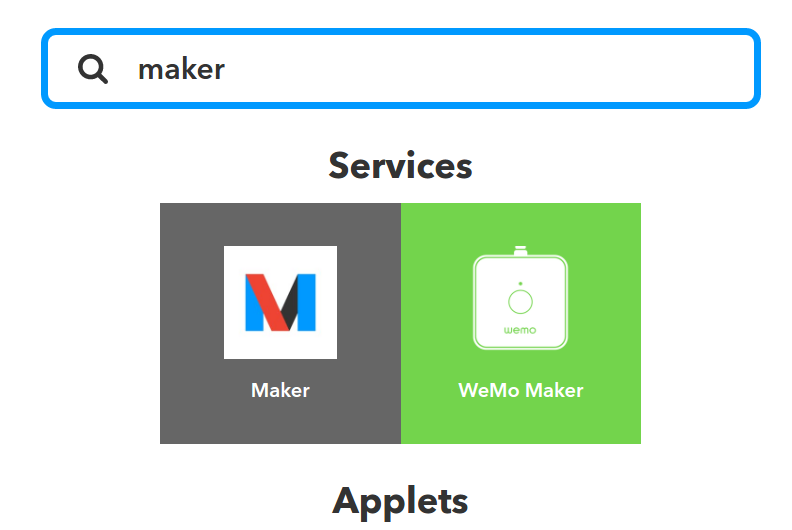 maker
Services
wemo
Maker
WeMo Maker
Applets